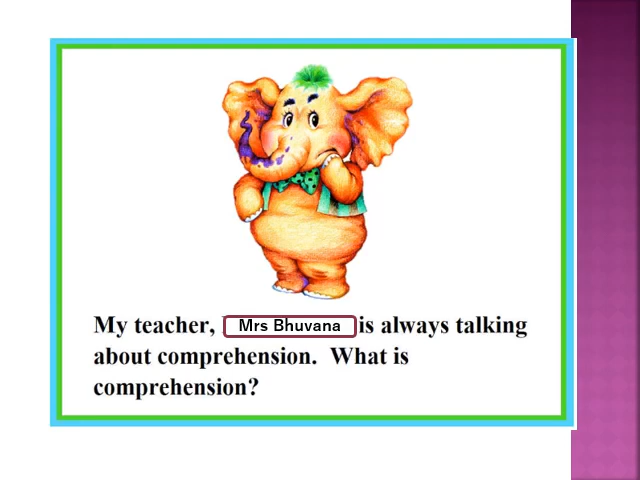 My teacher, Mrs Bhuvana is always talking
about comprehension. What is
comprehension?